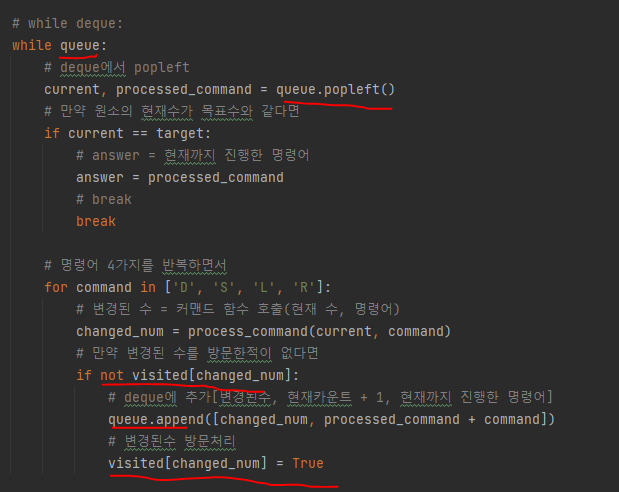 # while deque:
while queue:
# deque에서 popleft
current, processed_command = queue.popleft()
# 만약 원소의 현재수가 목표수와 같다면
if current == target:
# answer = 현재까지 진행한 명령어
answer = processed_command
# break
break
# 명령어 4가지를 반복하면서
for command in ['D', 'S', 'L', 'R']:
# 변경된 수 = 커맨드 함수 호출(현재 수, 명령어)
changed_num = process_command(current, command)
# 만약 변경된 수를 방문한적이 없다면
if not visited[changed_num]:
# deque에 추가[변경된수, 현재카운트 + 1, 현재까지 진행한 명령어]
queue.append([changed_num, processed_command + command])
# 변경된수 방문처리
visited[changed_num] = True